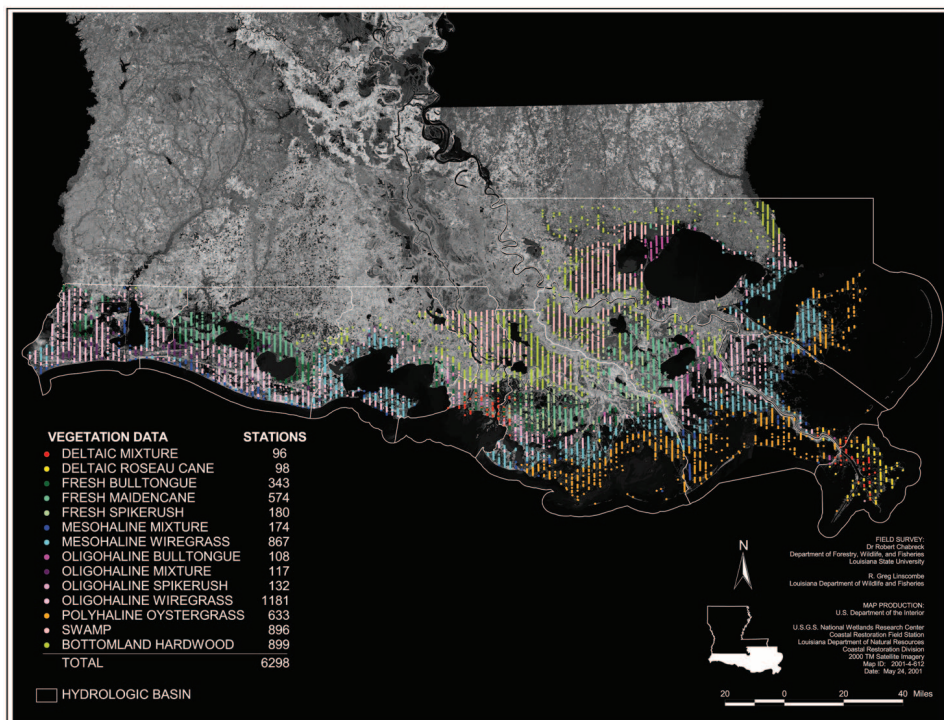 VEGETATION DATA STATIONS
DELTAIC MIXTURE 96
DELTAIC ROSEAU CANE 98
FRESH BULLTONGUE 343
FRESH MAIDENCANE 574
FRESH SPIKERUSH 180
MESOHALINE MIXTURE 174
MESOHALINE WIREGRASS 867
OLIGOHALINE BULLTONGUE 108
OLIGOHALINE MIXTURE 117
OLIGOHALINE SPIKERUSH 132
OLIGOHALINE WIREGRASS 1181
POLYHALINE OYSTERGRASS 633
SWAMP 896
BOTTOMLAND HARDWOOD 899
TOTAL 6298
HYDROLOGIC BASIN
FIELD SURVEY:
Dr Robert Chabreck
Department of Forestry, Wildlife, and Fisheries
Louisiana State University
R. Greg Linscombe
Louisiana Department of Wildlife and Fisheries
N
MAP PRODUCTION:
U.S. Department of the Interior
U.S.G.S. National Wetlands Research Center
Coastal Restoration Field Station
Louisiana Department of Natural Resources
Coastal Restoration Division
2000 TM Satellite Imagery
Map ID: 2001-4-612
Date: May 24, 2001
20 0 20 40 Miles